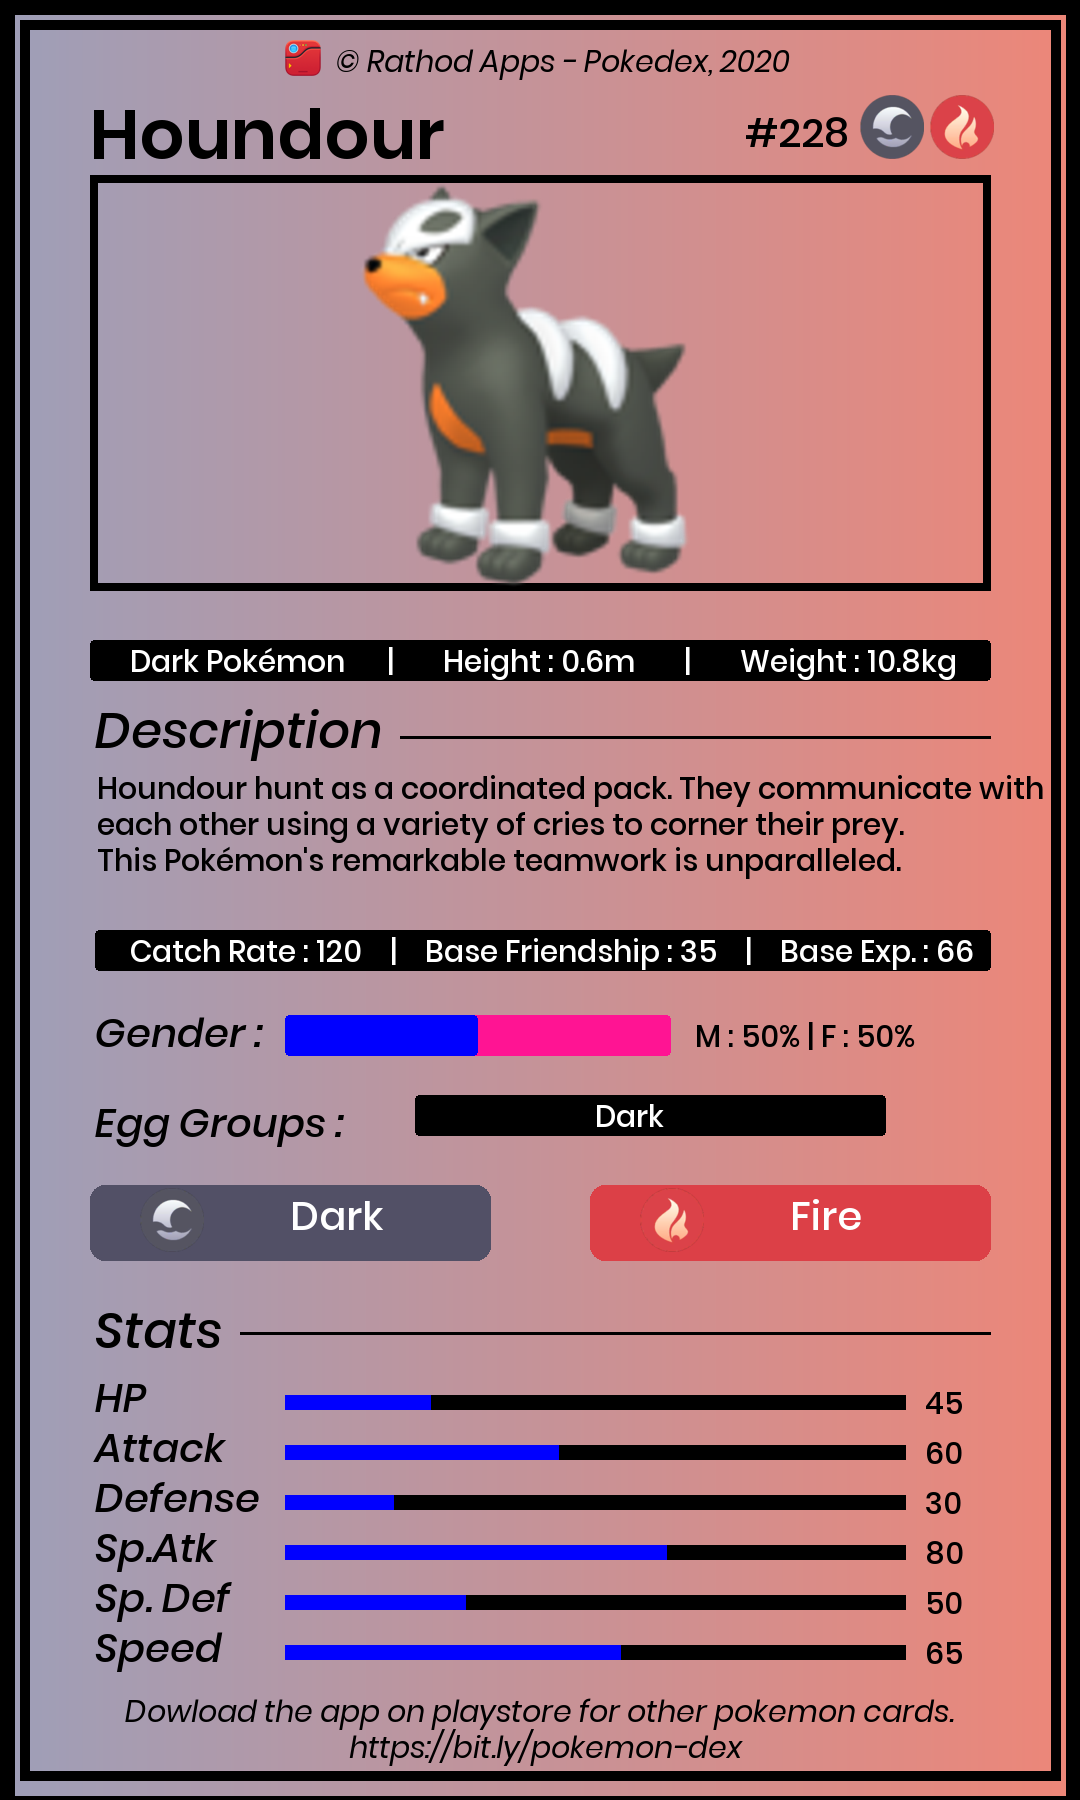 © Rathod Apps - Pokedex, 2020
Houndour #228
Dark Pokémon | Height : 0.6m | Weight : 10.8kg
Description
Houndour hunt as a coordinated pack. They communicate with
each other using a variety of cries to corner their prey.
This Pokémon's remarkable teamwork is unparalleled.
Catch Rate : 120 | Base Friendship : 35 | Base Exp. : 66
Gender : M : 50% | F : 50%
Egg Groups : Dark
Dark Fire
Stats
HP 45
Attack 60
Defense 30
Sp.Atk 80
Sp. Def 50
Speed 65
Dowload the app on playstore for other pokemon cards.
https://bit.ly/pokemon-dex